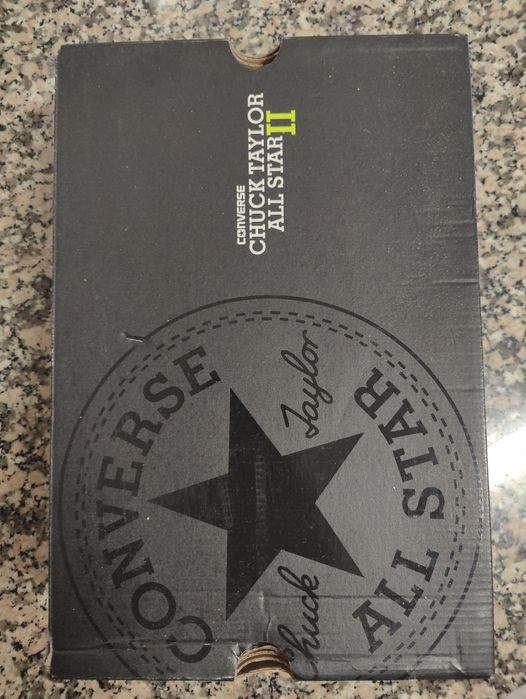 CONVERSE
CHUCK TAYLOR
ALL STAR II
CONVERSE
Chuck Taylor
ALL STAR